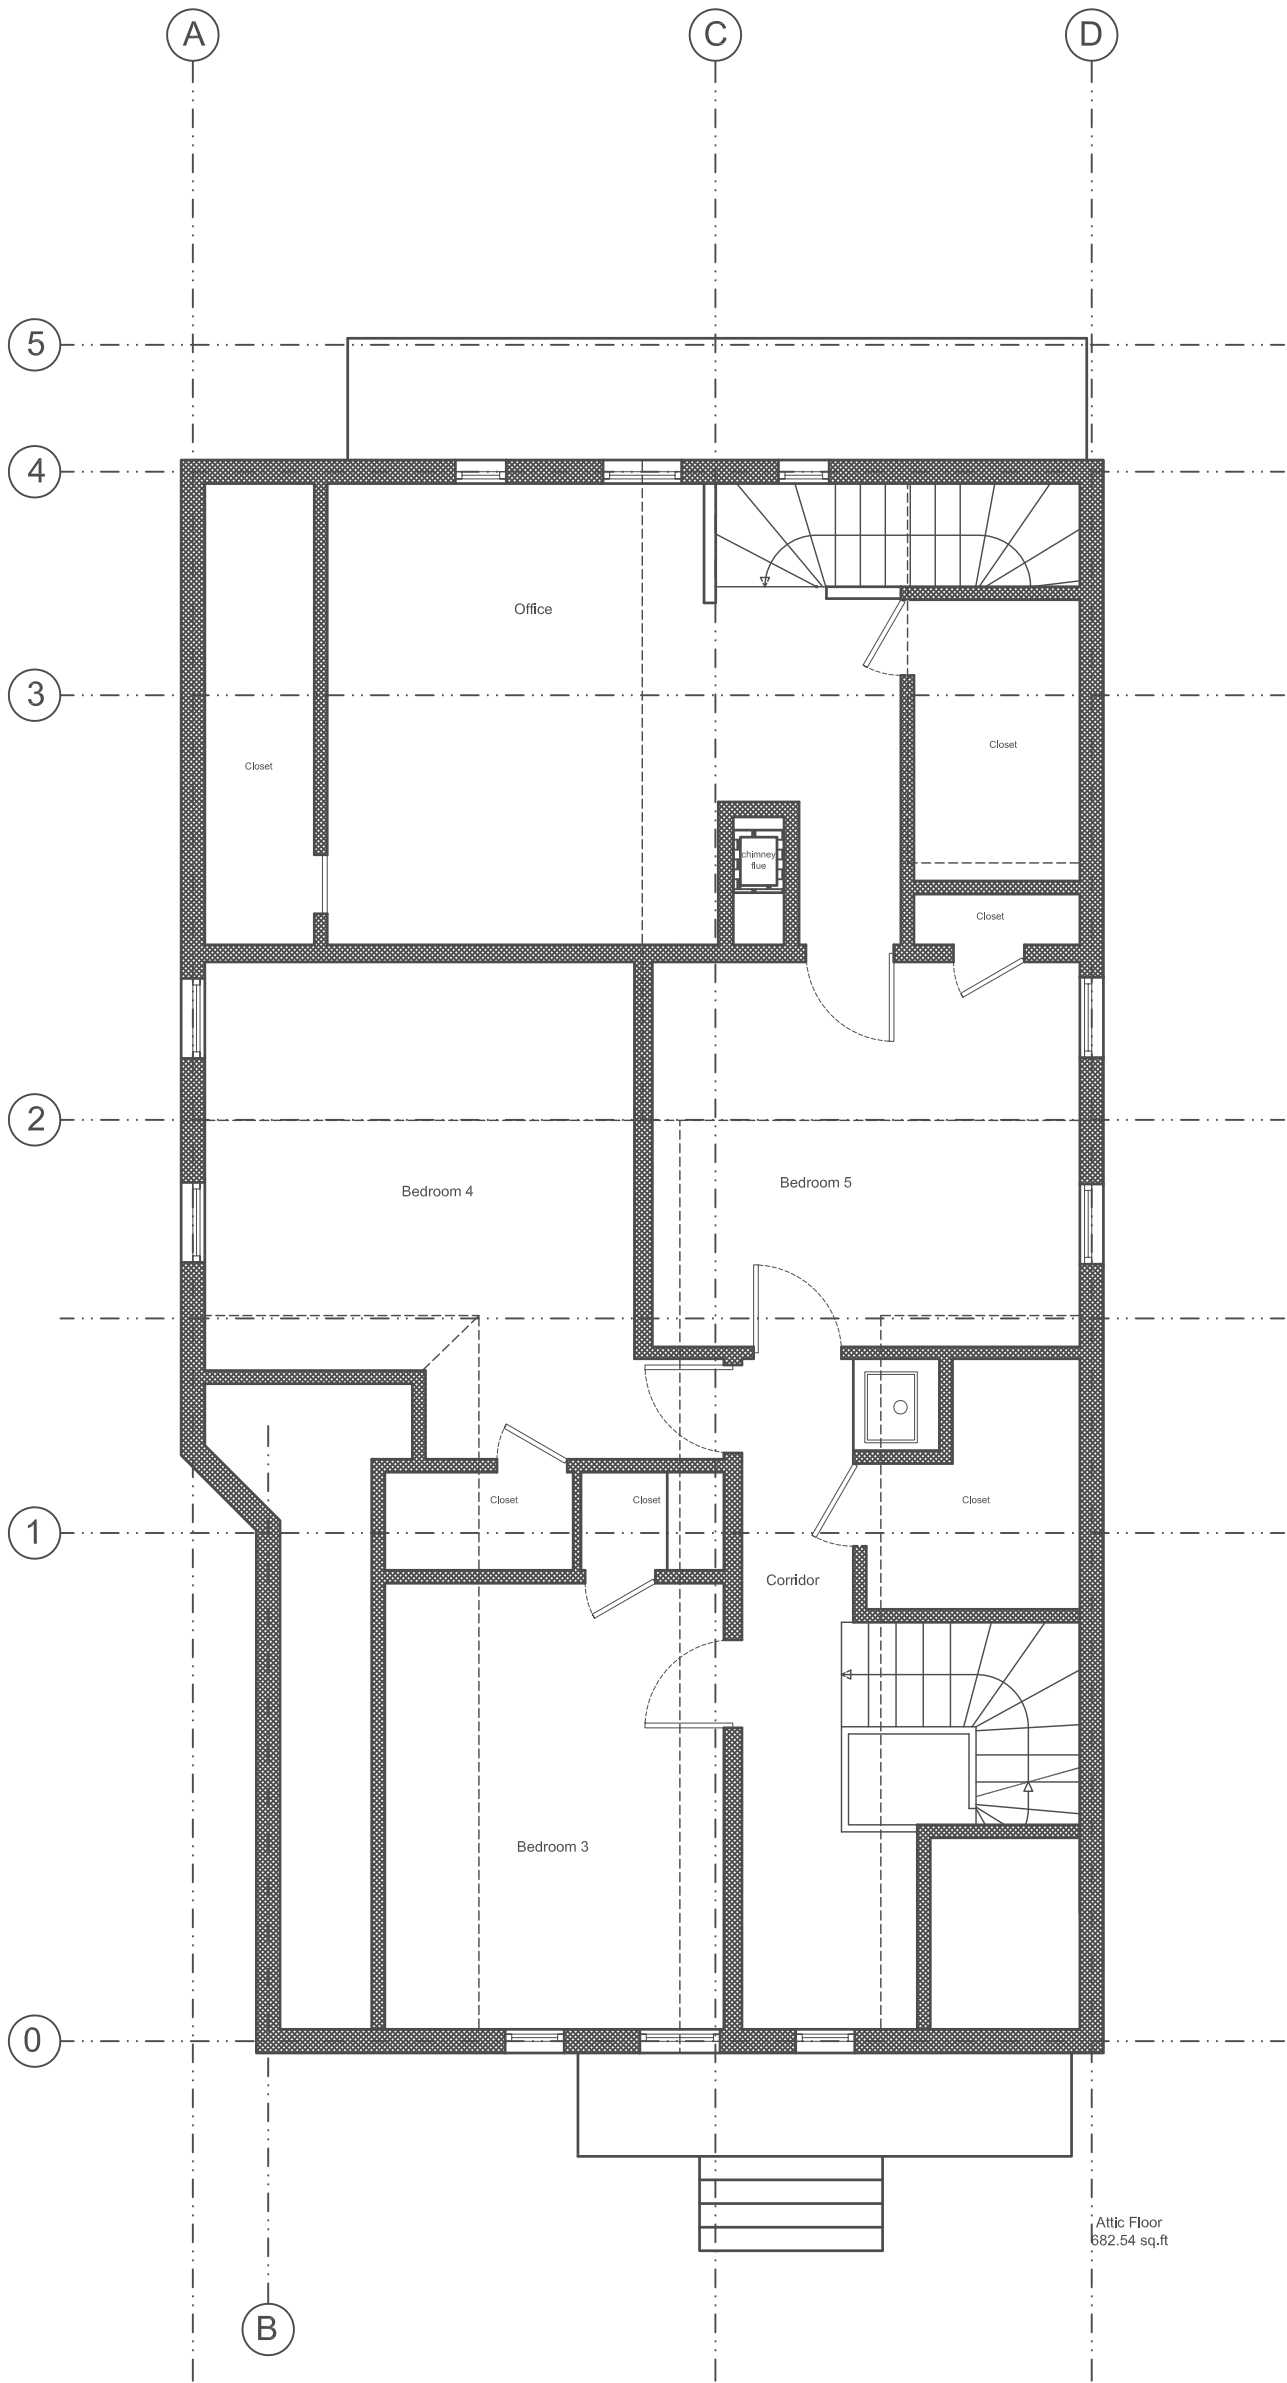 A
C
D
5
4
Office
3
Closet
Closet
chimney
flue
Closet
2
Bedroom 4
Bedroom 5
Closet
Closet
Closet
1
Corridor
Bedroom 3
0
Attic Floor
682.54 sq.ft
B